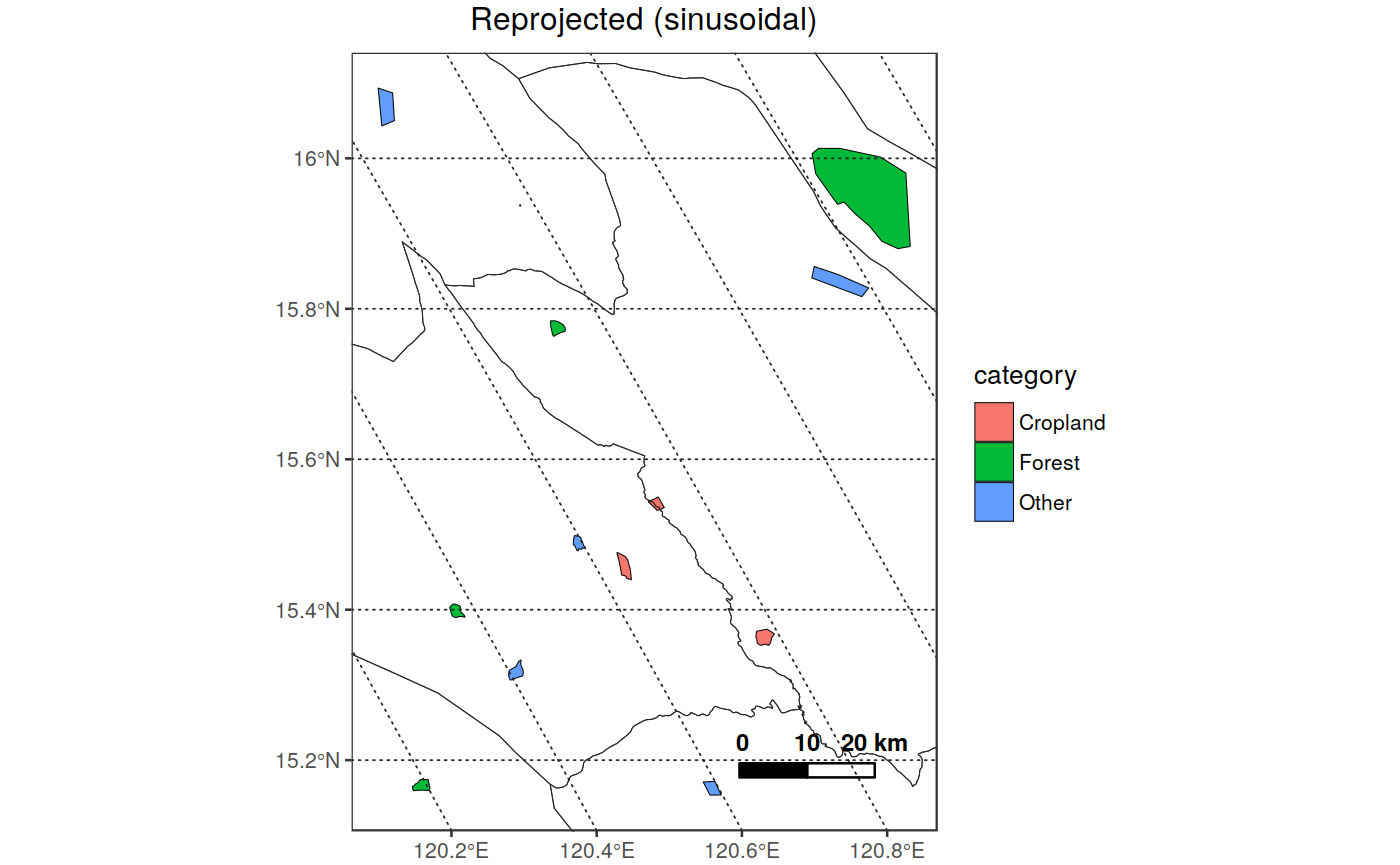 Reprojected (sinusoidal)
16°N
15.8°N
15.6°N
15.4°N
15.2°N
0 10 20 km
120.2°E 120.4°E 120.6°E 120.8°E
category
Cropland
Forest
Other